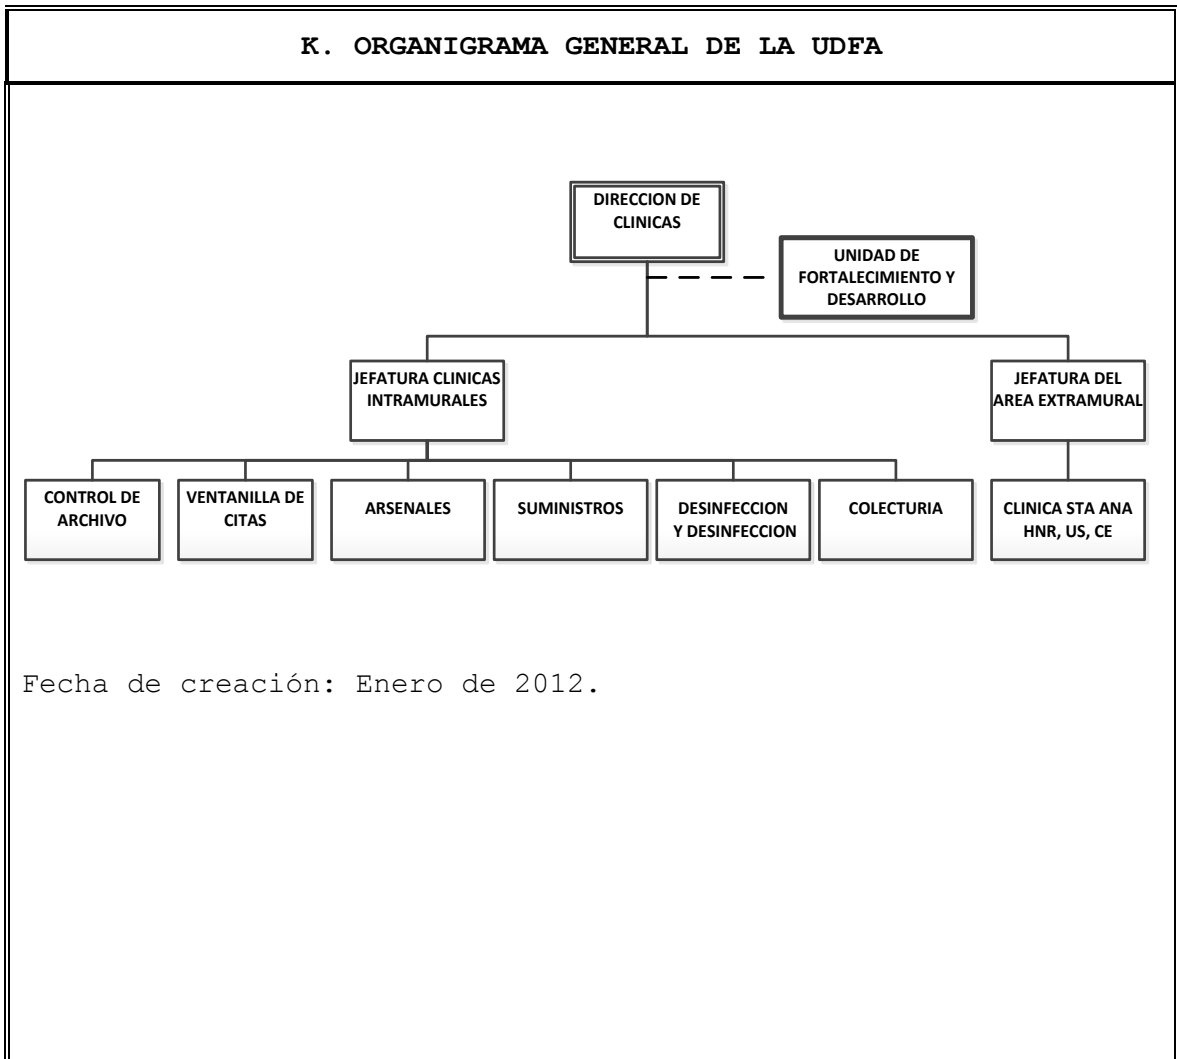 K. ORGANIGRAMA GENERAL DE LA UDFA
DIRECCION DE
CLINICAS
UNIDAD DE
FORTALECIMIENTO Y
DESARROLLO
JEFATURA CLINICAS
INTRAMURALES
JEFATURA DEL
AREA EXTRAMURAL
CONTROL DE
ARCHIVO
VENTANILLA DE
CITAS
ARSENALES
SUMINISTROS
DESINFECCION
Y DESINFECCION
COLECTURIA
CLINICA STA ANA
HNR, US, CE
Fecha de creación: Enero de 2012.